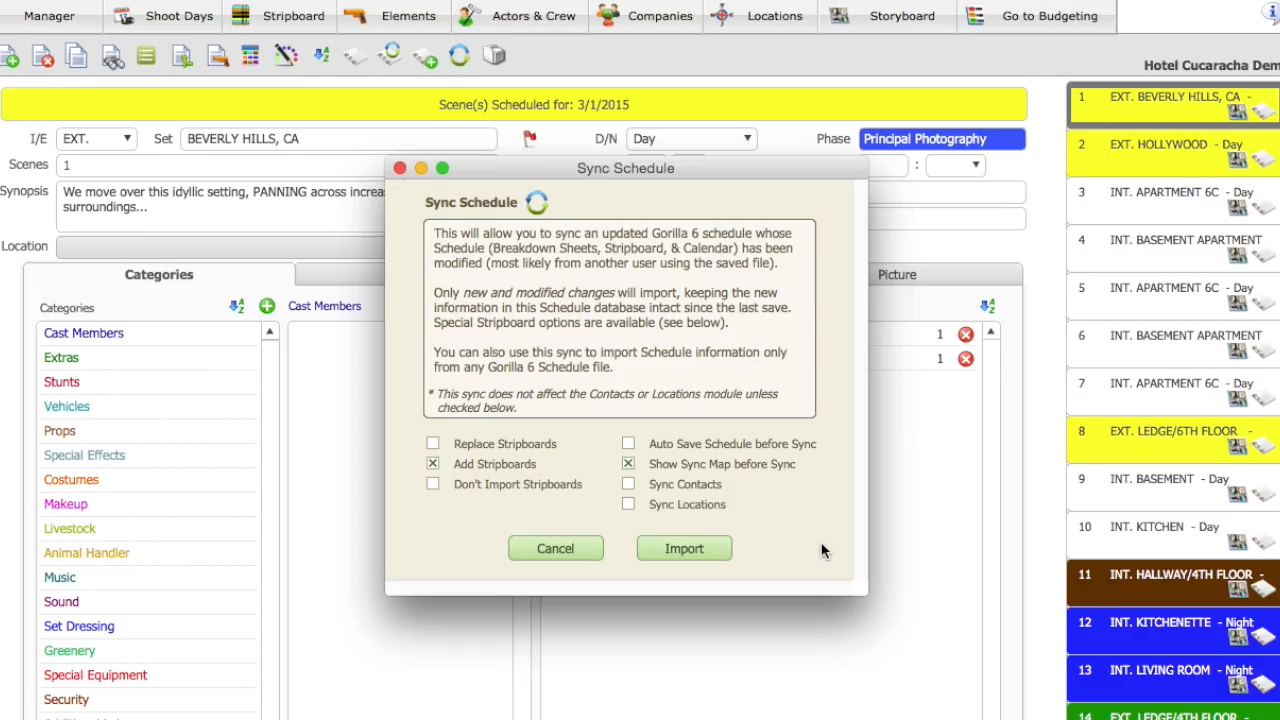 Manager Shoot Days Stripboard Elements Actors & Crew Companies Locations Storyboard Go to Budgeting
Hotel Cucaracha Dem
Scene(s) Scheduled for: 3/1/2015
I/E EXT. Set BEVERLY HILLS, CA D/N Day Phase Principal Photography
Scenes 1 :
Synopsis We move over this idyllic setting, PANNING across increa
surroundings...
Location
Categories Picture
Categories Cast Members
Cast Members
Extras
Stunts
Vehicles
Props
Special Effects
Costumes
Makeup
Livestock
Animal Handler
Music
Sound
Set Dressing
Greenery
Special Equipment
Security
1
1
Sync Schedule
Sync Schedule
This will allow you to sync an updated Gorilla 6 schedule whose
Schedule (Breakdown Sheets, Stripboard, & Calendar) has been
modified (most likely from another user using the saved file).
Only new and modified changes will import, keeping the new
information in this Schedule database intact since the last save.
Special Stripboard options are available (see below).
You can also use this sync to import Schedule information only
from any Gorilla 6 Schedule file.
* This sync does not affect the Contacts or Locations module unless
checked below.
Replace Stripboards Auto Save Schedule before Sync
Add Stripboards Show Sync Map before Sync
Don't Import Stripboards Sync Contacts
Sync Locations
Cancel Import
1 EXT. BEVERLY HILLS, CA -
2 EXT. HOLLYWOOD - Day
3 INT. APARTMENT 6C - Day
4 INT. BASEMENT APARTMENT
5 INT. APARTMENT 6C - Day
6 INT. BASEMENT APARTMENT
7 INT. APARTMENT 6C - Day
8 EXT. LEDGE/6TH FLOOR -
9 INT. BASEMENT - Day
10 INT. KITCHEN - Day
11 INT. HALLWAY/4TH FLOOR -
12 INT. KITCHENETTE - Night
13 INT. LIVING ROOM - Night
14 EXT. LEDGE/4TH FLOOR -